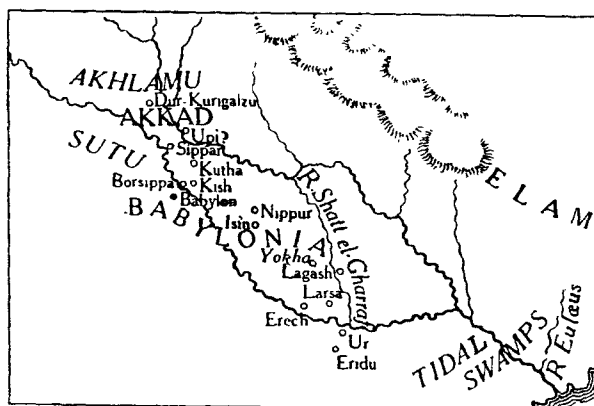 AKHLAMU
Dur-Kurigalzu
AKKAD
Upi?
SUTU
Sippar
Kutha
Borsippa
Kish
Babylon
BABYLONIA
Nippur
Isin
Yokha
Lagash
Larsa
Erech
Ur
Eridu
R. Shatt el-Gharraf
ELAM
TIDAL
SWAMPS
R Eulæus